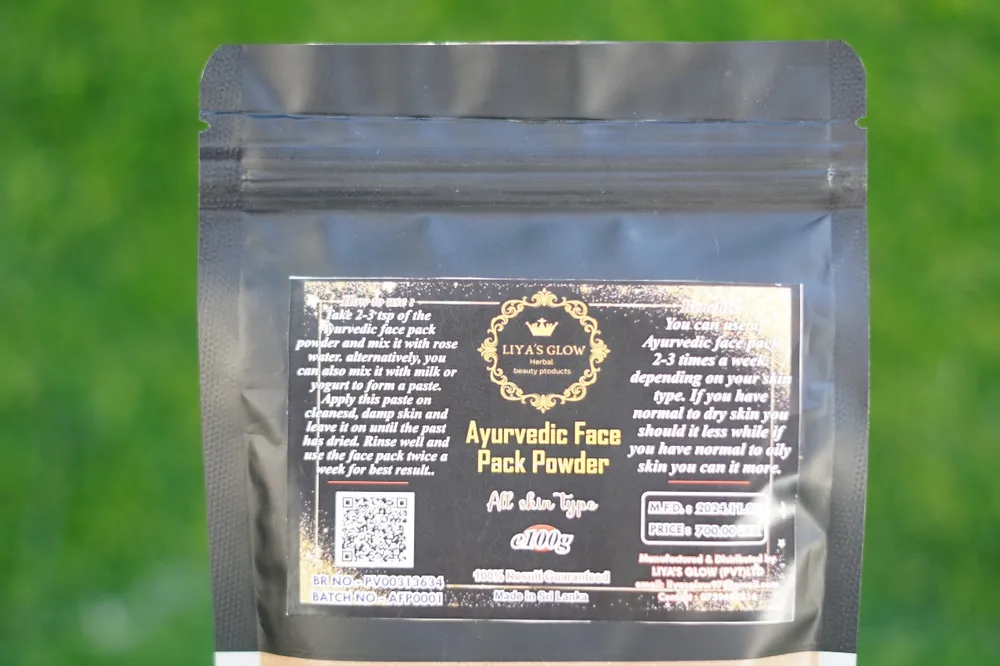 How to use :
Take 2-3 tsp of the
Ayurvedic face pack
powder and mix it with rose
water. alternatively, you
can also mix it with milk or
yogurt to form a paste.
Apply this paste on
cleanesd, damp skin and
leave it on until the past
has dried. Rinse well and
use the face pack twice a
week for best result..
BR NO - PV00313634
BATCH NO - AFP0001
LIYA'S GLOW
Herbal
beauty ptoducts
Ayurvedic Face
Pack Powder
All skin Type
e100g
100% Result Guaranteed
Made In Sri Lanka
You can use
Ayurvedic face pack
2-3 times a week.
depending on your skin
type. If you have
normal to dry skin you
should it less while if
you have normal to oily
skin you can it more.
M.F.D. : 2024.11.
PRICE : 700.00
Manufactured & Distributed by
LIYA'S GLOW (PVT)LTD